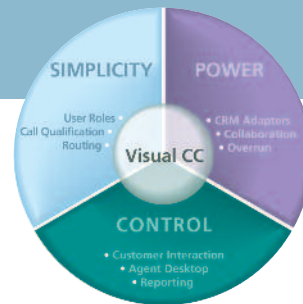 SIMPLICITY
User Roles •
Call Qualification •
Routing •
POWER
• CRM Adapters
• Collaboration
• Overrun
Visual CC
CONTROL
• Customer Interaction
• Agent Desktop
• Reporting